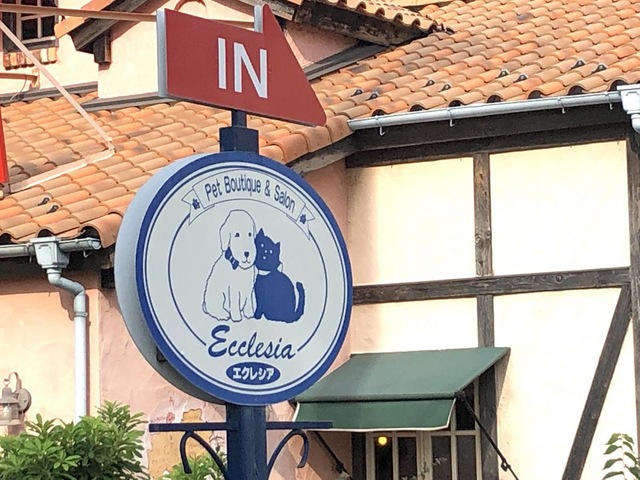 IN
Pet Boutique & Salon
Ecclesia
エクレシア